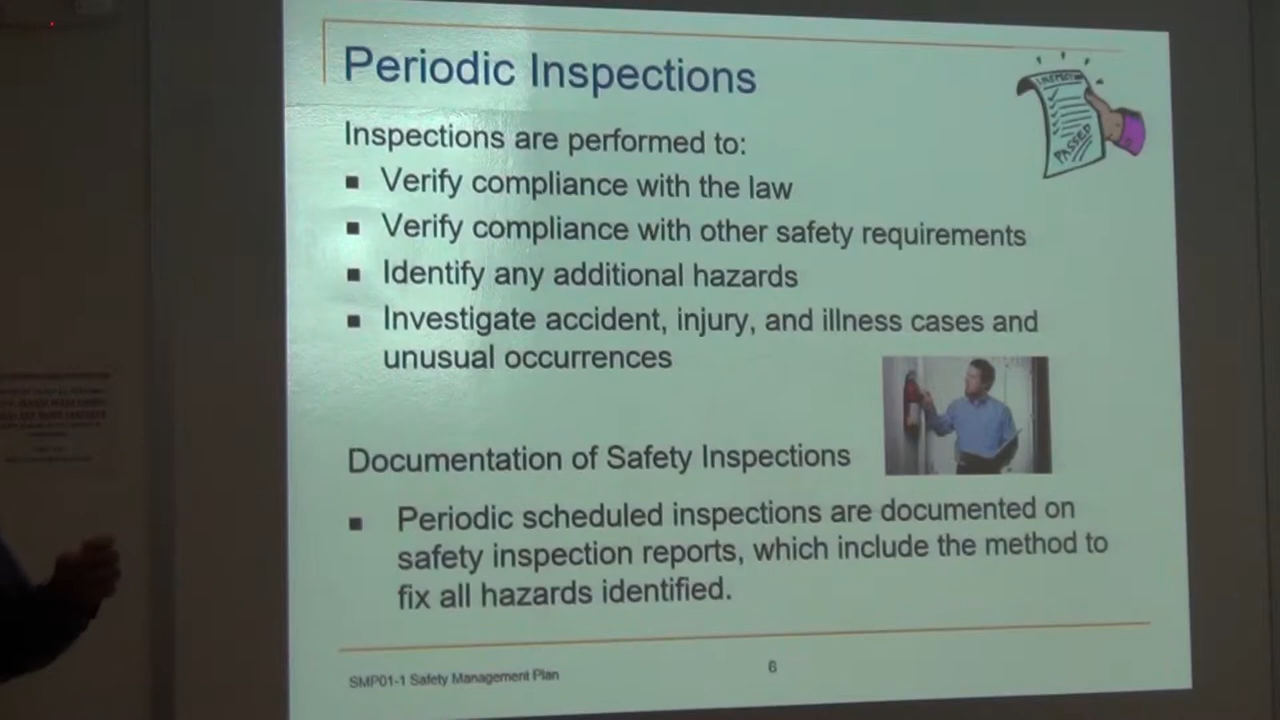 Periodic Inspections
Inspections are performed to:
▪ Verify compliance with the law
▪ Verify compliance with other safety requirements
▪ Identify any additional hazards
▪ Investigate accident, injury, and illness cases and
unusual occurrences
PASSED
Documentation of Safety Inspections
▪ Periodic scheduled inspections are documented on
safety inspection reports, which include the method to
fix all hazards identified.
SMP01-1 Safety Management Plan
6